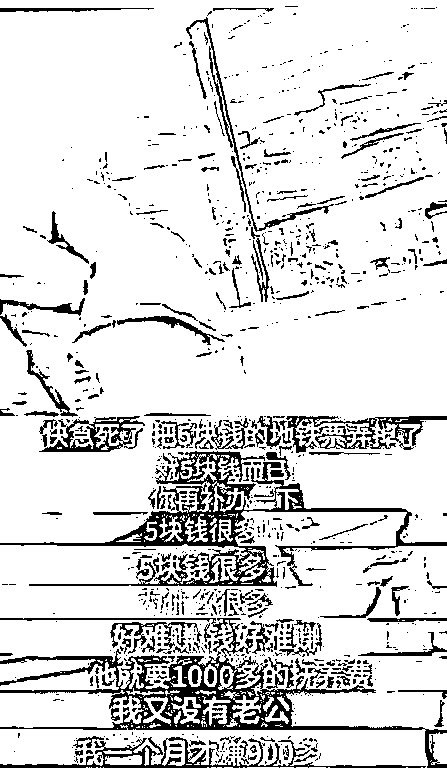 快急死了 把5块钱的地铁票弄掉了
就5块钱而已
你再补办一下
5块钱很多啊
5块钱很多
为什么很多
好难赚 钱好难赚
他就要1000多的抚养费
我又没有老公
我一个月才赚900多